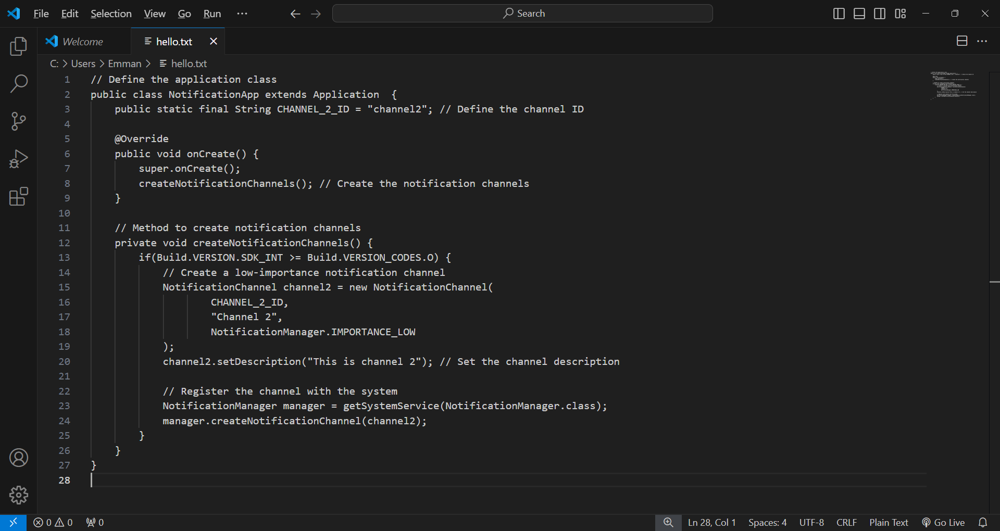 File Edit Selection View Go Run ··· Search
Welcome hello.txt
C: > Users > Emman > hello.txt
1 // Define the application class
2 public class NotificationApp extends Application  {
3     public static final String CHANNEL_2_ID = "channel2"; // Define the channel ID
4
5     @Override
6     public void onCreate() {
7         super.onCreate();
8         createNotificationChannels(); // Create the notification channels
9     }
10
11     // Method to create notification channels
12     private void createNotificationChannels() {
13         if(Build.VERSION.SDK_INT >= Build.VERSION_CODES.O) {
14             // Create a low-importance notification channel
15             NotificationChannel channel2 = new NotificationChannel(
16                     CHANNEL_2_ID,
17                     "Channel 2",
18                     NotificationManager.IMPORTANCE_LOW
19             );
20             channel2.setDescription("This is channel 2"); // Set the channel description
21
22             // Register the channel with the system
23             NotificationManager manager = getSystemService(NotificationManager.class);
24             manager.createNotificationChannel(channel2);
25         }
26     }
27 }
28
0 0 0 Ln 28, Col 1 Spaces: 4 UTF-8 CRLF Plain Text Go Live